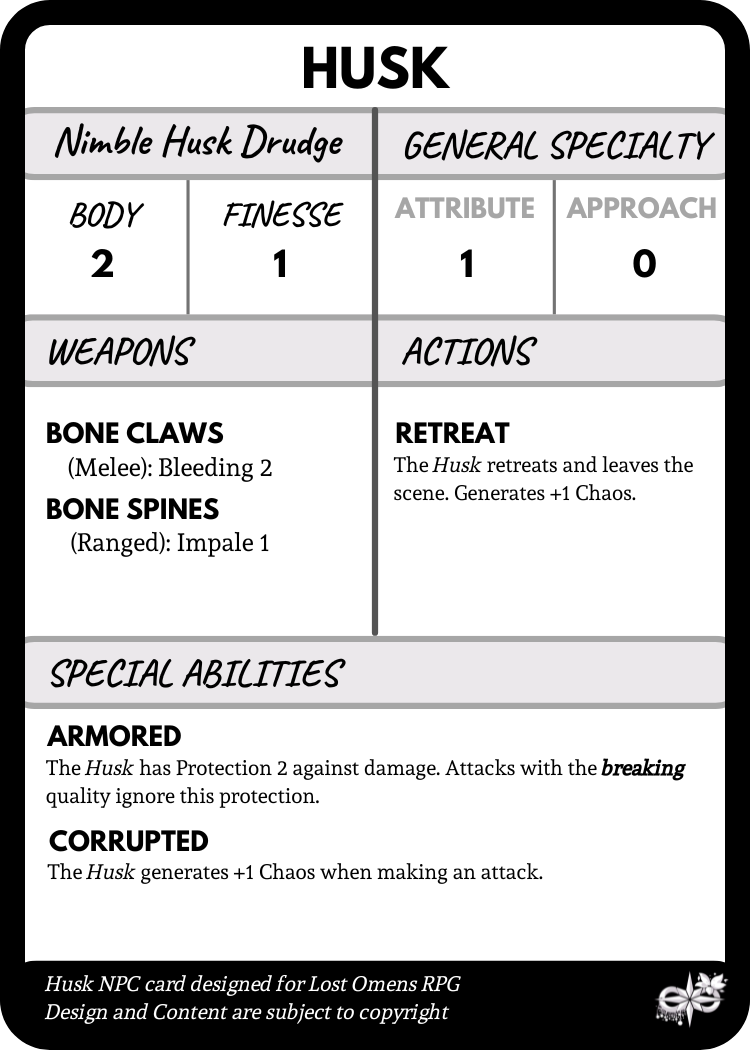 HUSK
Nimble Husk Drudge
GENERAL SPECIALTY
BODY
FINESSE
ATTRIBUTE
APPROACH
2
1
1
0
WEAPONS
ACTIONS
BONE CLAWS
(Melee): Bleeding 2
BONE SPINES
(Ranged): Impale 1
RETREAT
The Husk retreats and leaves the
scene. Generates +1 Chaos.
SPECIAL ABILITIES
ARMORED
The Husk has Protection 2 against damage. Attacks with the breaking
quality ignore this protection.
CORRUPTED
The Husk generates +1 Chaos when making an attack.
Husk NPC card designed for Lost Omens RPG
Design and Content are subject to copyright